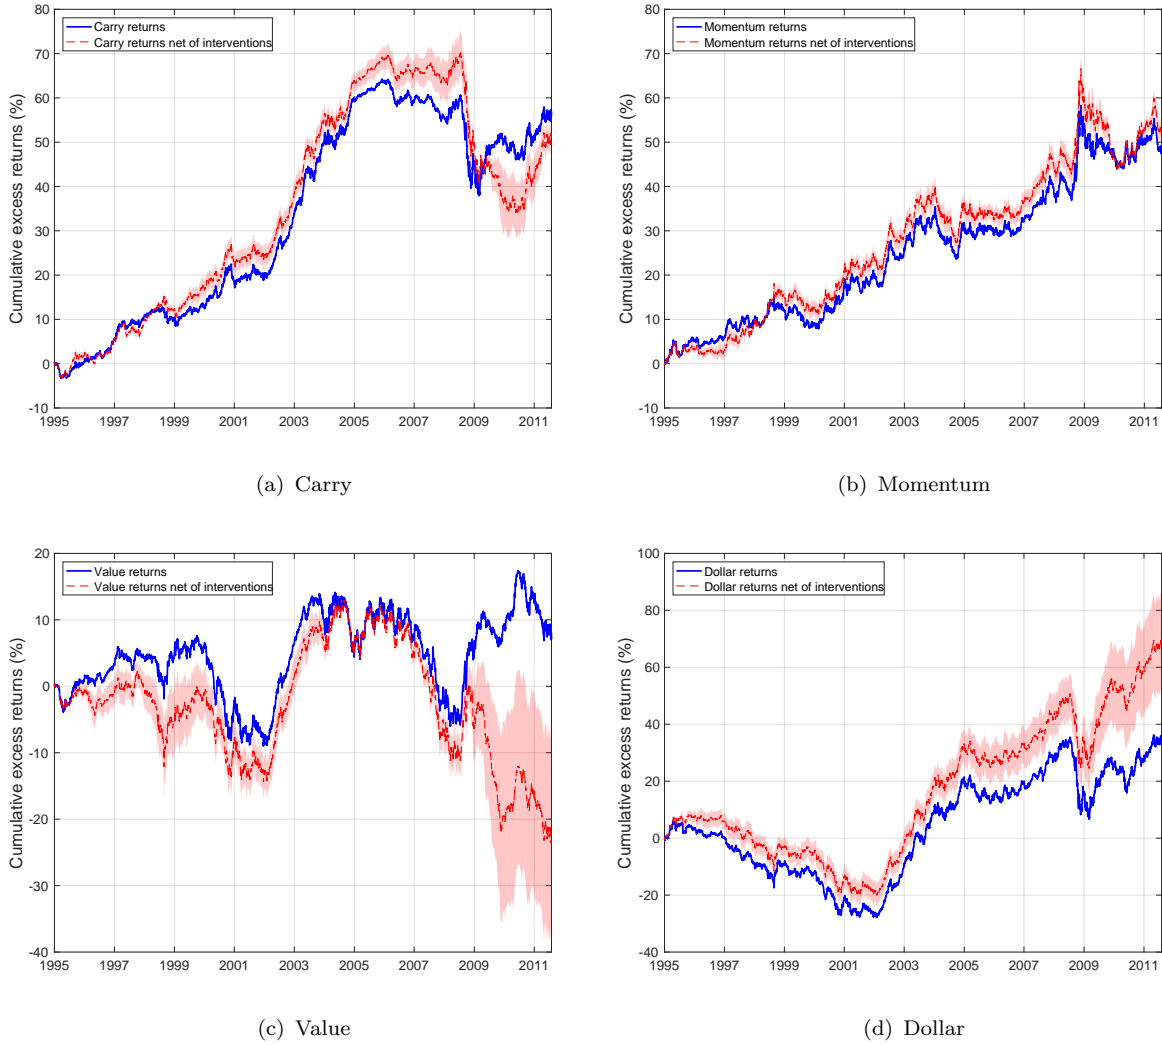 Cumulative excess returns (%)
80
70
60
50
40
30
20
10
0
-10
Carry returns
Carry returns net of interventions
1995 1997 1999 2001 2003 2005 2007 2009 2011
(a) Carry
Cumulative excess returns (%)
80
70
60
50
40
30
20
10
0
-10
Momentum returns
Momentum returns net of interventions
1995 1997 1999 2001 2003 2005 2007 2009 2011
(b) Momentum
Cumulative excess returns (%)
20
10
0
-10
-20
-30
-40
Value returns
Value returns net of interventions
1995 1997 1999 2001 2003 2005 2007 2009 2011
(c) Value
Cumulative excess returns (%)
100
80
60
40
20
0
-20
-40
Dollar returns
Dollar returns net of interventions
1995 1997 1999 2001 2003 2005 2007 2009 2011
(d) Dollar